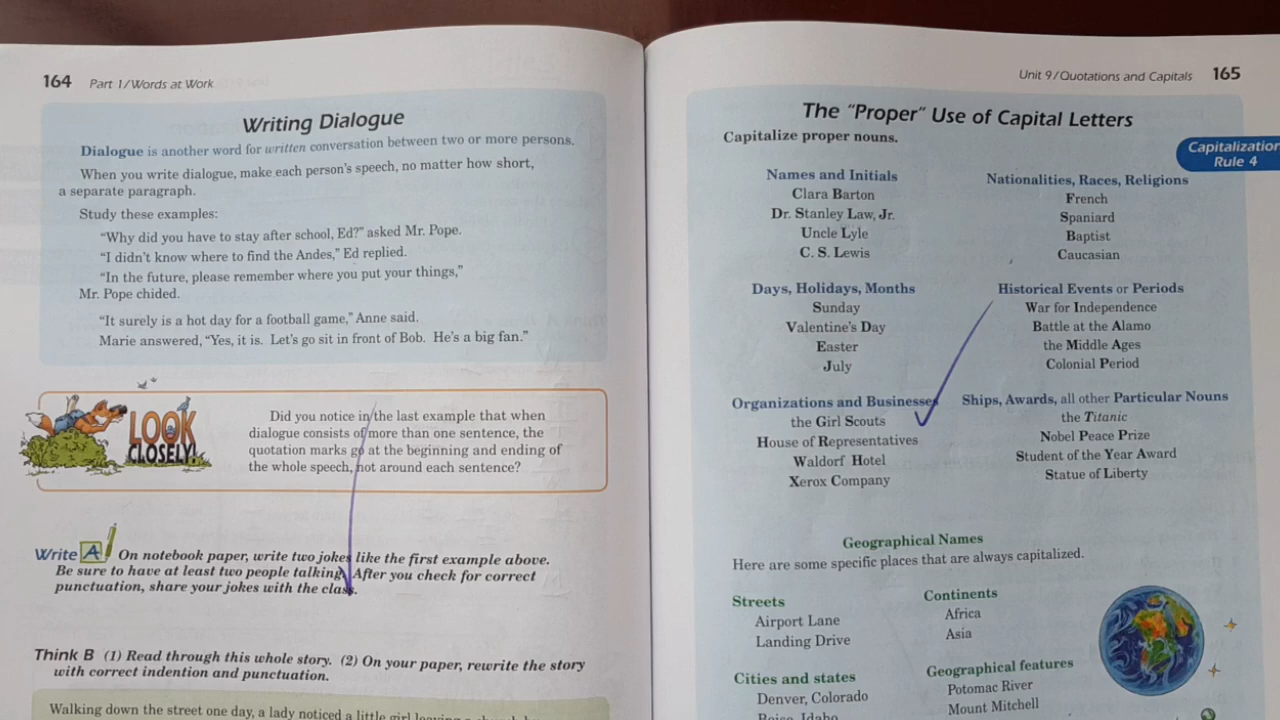 164 Part 1/Words at Work
Writing Dialogue
Dialogue is another word for written conversation between two or more persons.
When you write dialogue, make each person's speech, no matter how short,
a separate paragraph.
Study these examples:
"Why did you have to stay after school, Ed?" asked Mr. Pope.
"I didn't know where to find the Andes," Ed replied.
"In the future, please remember where you put your things,"
Mr. Pope chided.
"It surely is a hot day for a football game," Anne said.
Marie answered, "Yes, it is. Let's go sit in front of Bob. He's a big fan."
LOOK
CLOSELY!
Did you notice in the last example that when
dialogue consists of more than one sentence, the
quotation marks go at the beginning and ending of
the whole speech, not around each sentence?
Write A On notebook paper, write two jokes like the first example above.
Be sure to have at least two people talking. After you check for correct
punctuation, share your jokes with the class.
Think B (1) Read through this whole story. (2) On your paper, rewrite the story
with correct indention and punctuation.
Walking down the street one day, a lady noticed a little girl leaving a
Unit 9/Quotations and Capitals 165
The "Proper" Use of Capital Letters
Capitalize proper nouns.
Capitalization
Rule 4
Names and Initials
Clara Barton
Dr. Stanley Law, Jr.
Uncle Lyle
C. S. Lewis
Nationalities, Races, Religions
French
Spaniard
Baptist
Caucasian
Days, Holidays, Months
Sunday
Valentine's Day
Easter
July
Historical Events or Periods
War for Independence
Battle at the Alamo
the Middle Ages
Colonial Period
Organizations and Businesses
the Girl Scouts
House of Representatives
Waldorf Hotel
Xerox Company
Ships, Awards, all other Particular Nouns
the Titanic
Nobel Peace Prize
Student of the Year Award
Statue of Liberty
Geographical Names
Here are some specific places that are always capitalized.
Streets
Airport Lane
Landing Drive
Continents
Africa
Asia
Cities and states
Denver, Colorado
Boise, Idaho
Geographical features
Potomac River
Mount Mitchell